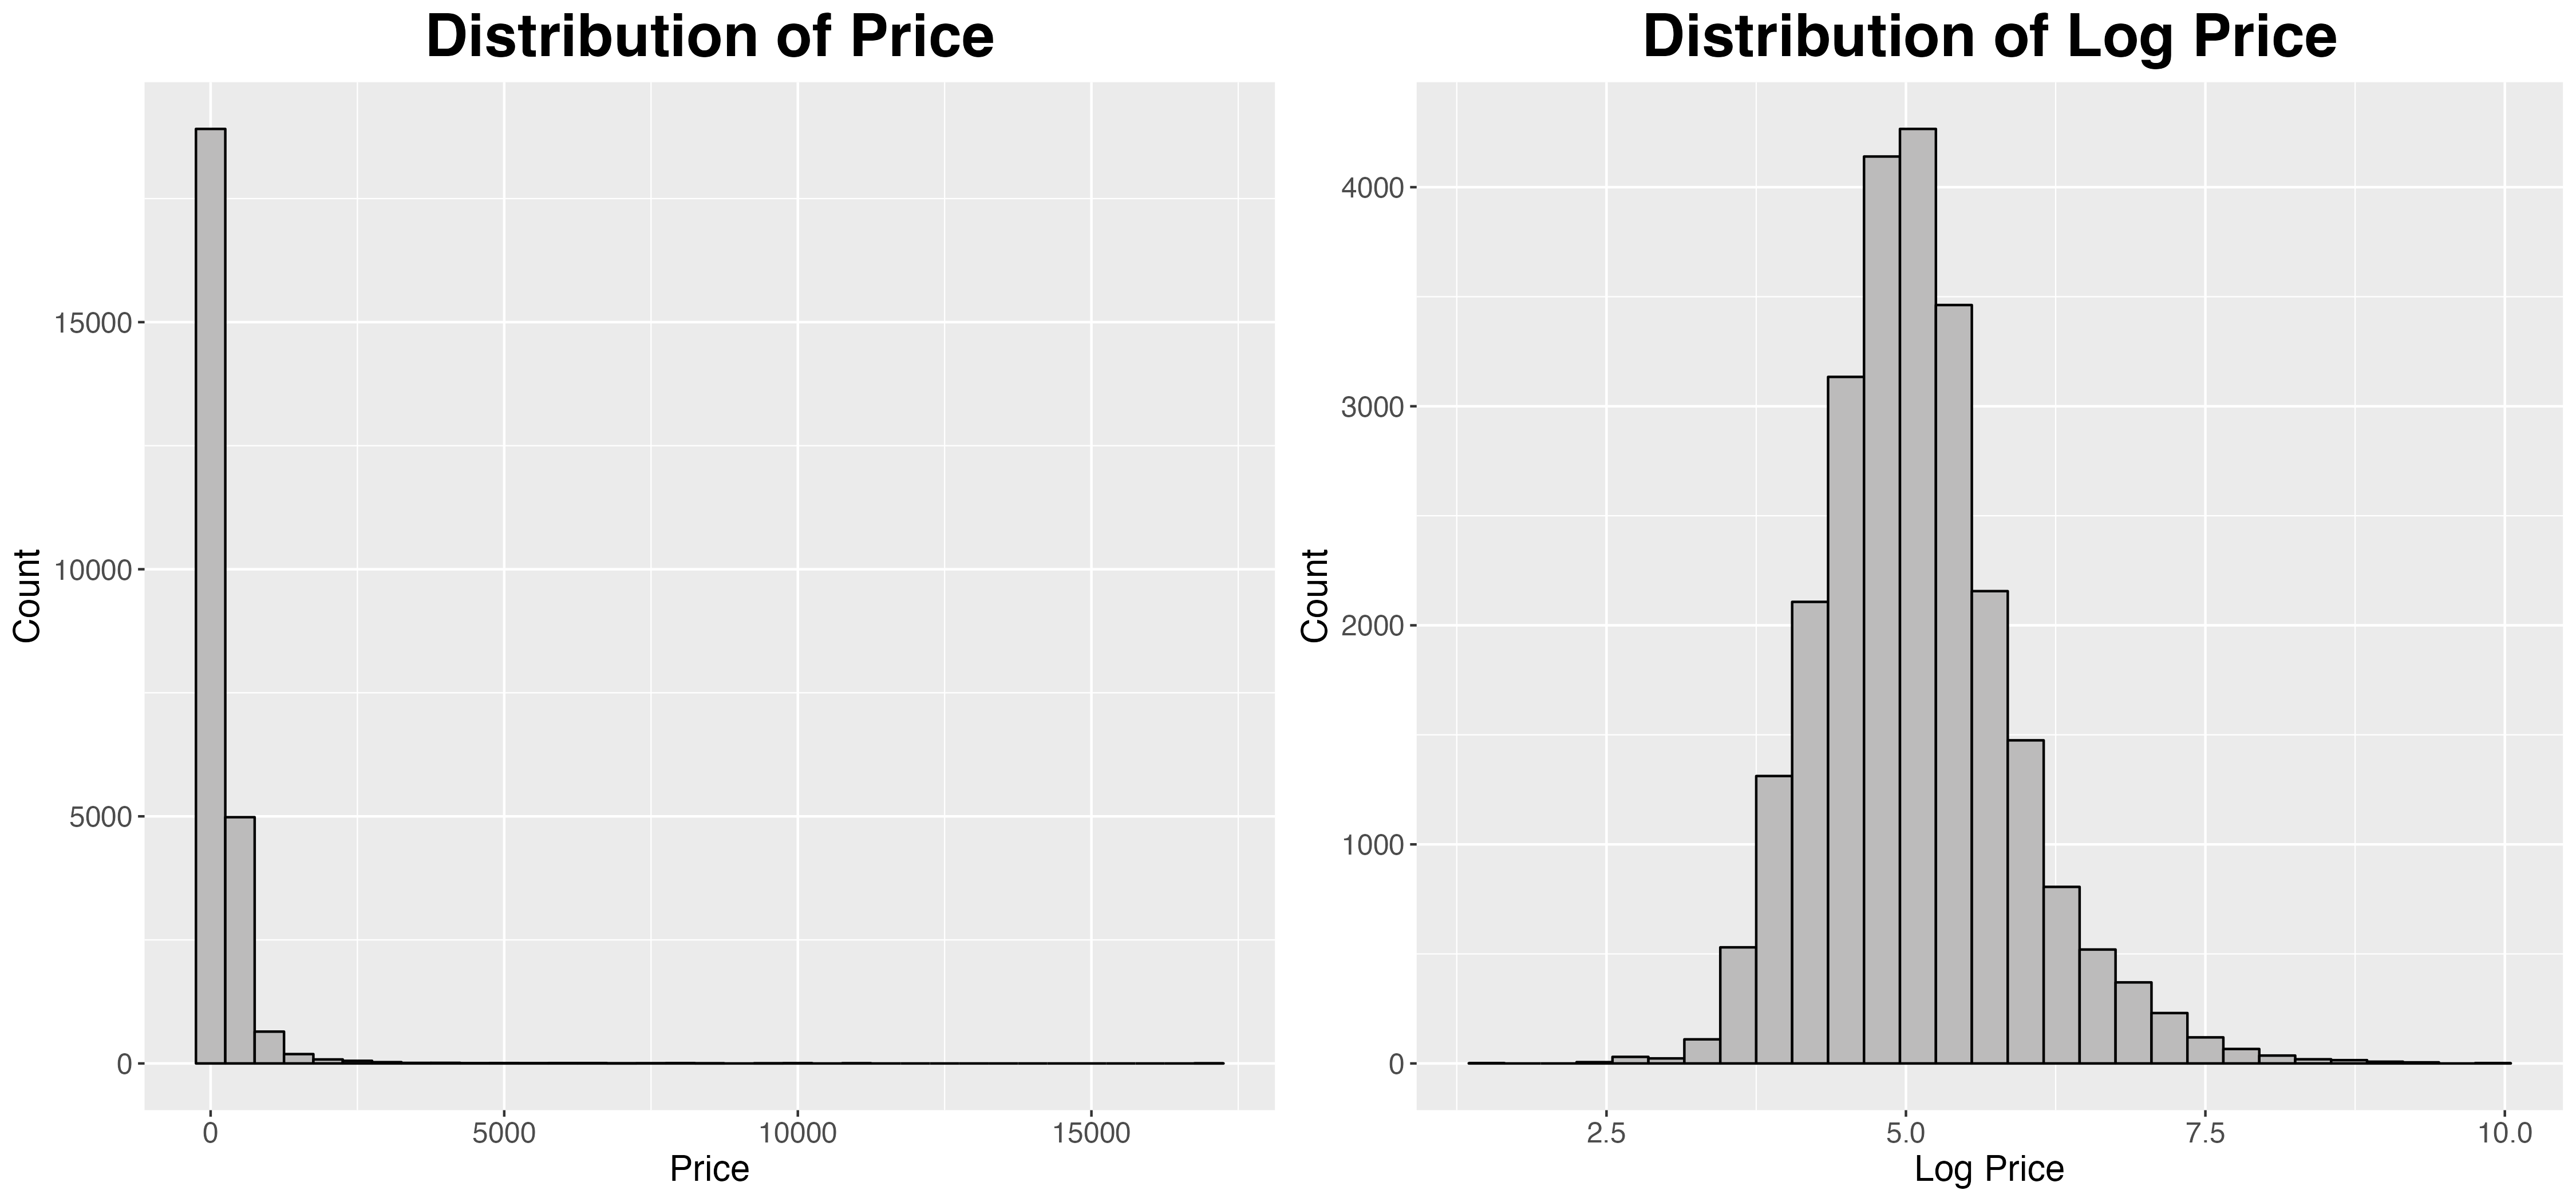 Distribution of Price
Count
15000
10000
5000
0
0 5000 10000 15000
Price
Distribution of Log Price
Count
4000
3000
2000
1000
0
2.5 5.0 7.5 10.0
Log Price